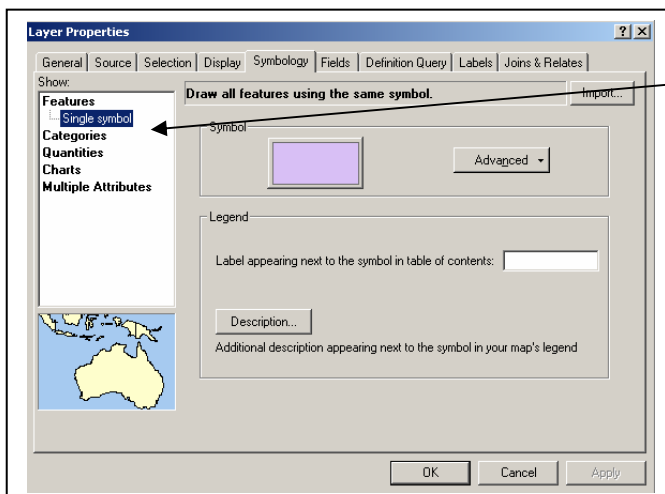 Layer Properties
General Source Selection Display Symbology Fields Definition Query Labels Joins & Relates
Show:
Features
Single symbol
Categories
Quantities
Charts
Multiple Attributes
Draw all features using the same symbol.
Import...
Symbol
Advanced
Legend
Label appearing next to the symbol in table of contents:
Description...
Additional description appearing next to the symbol in your map's legend
OK Cancel Apply